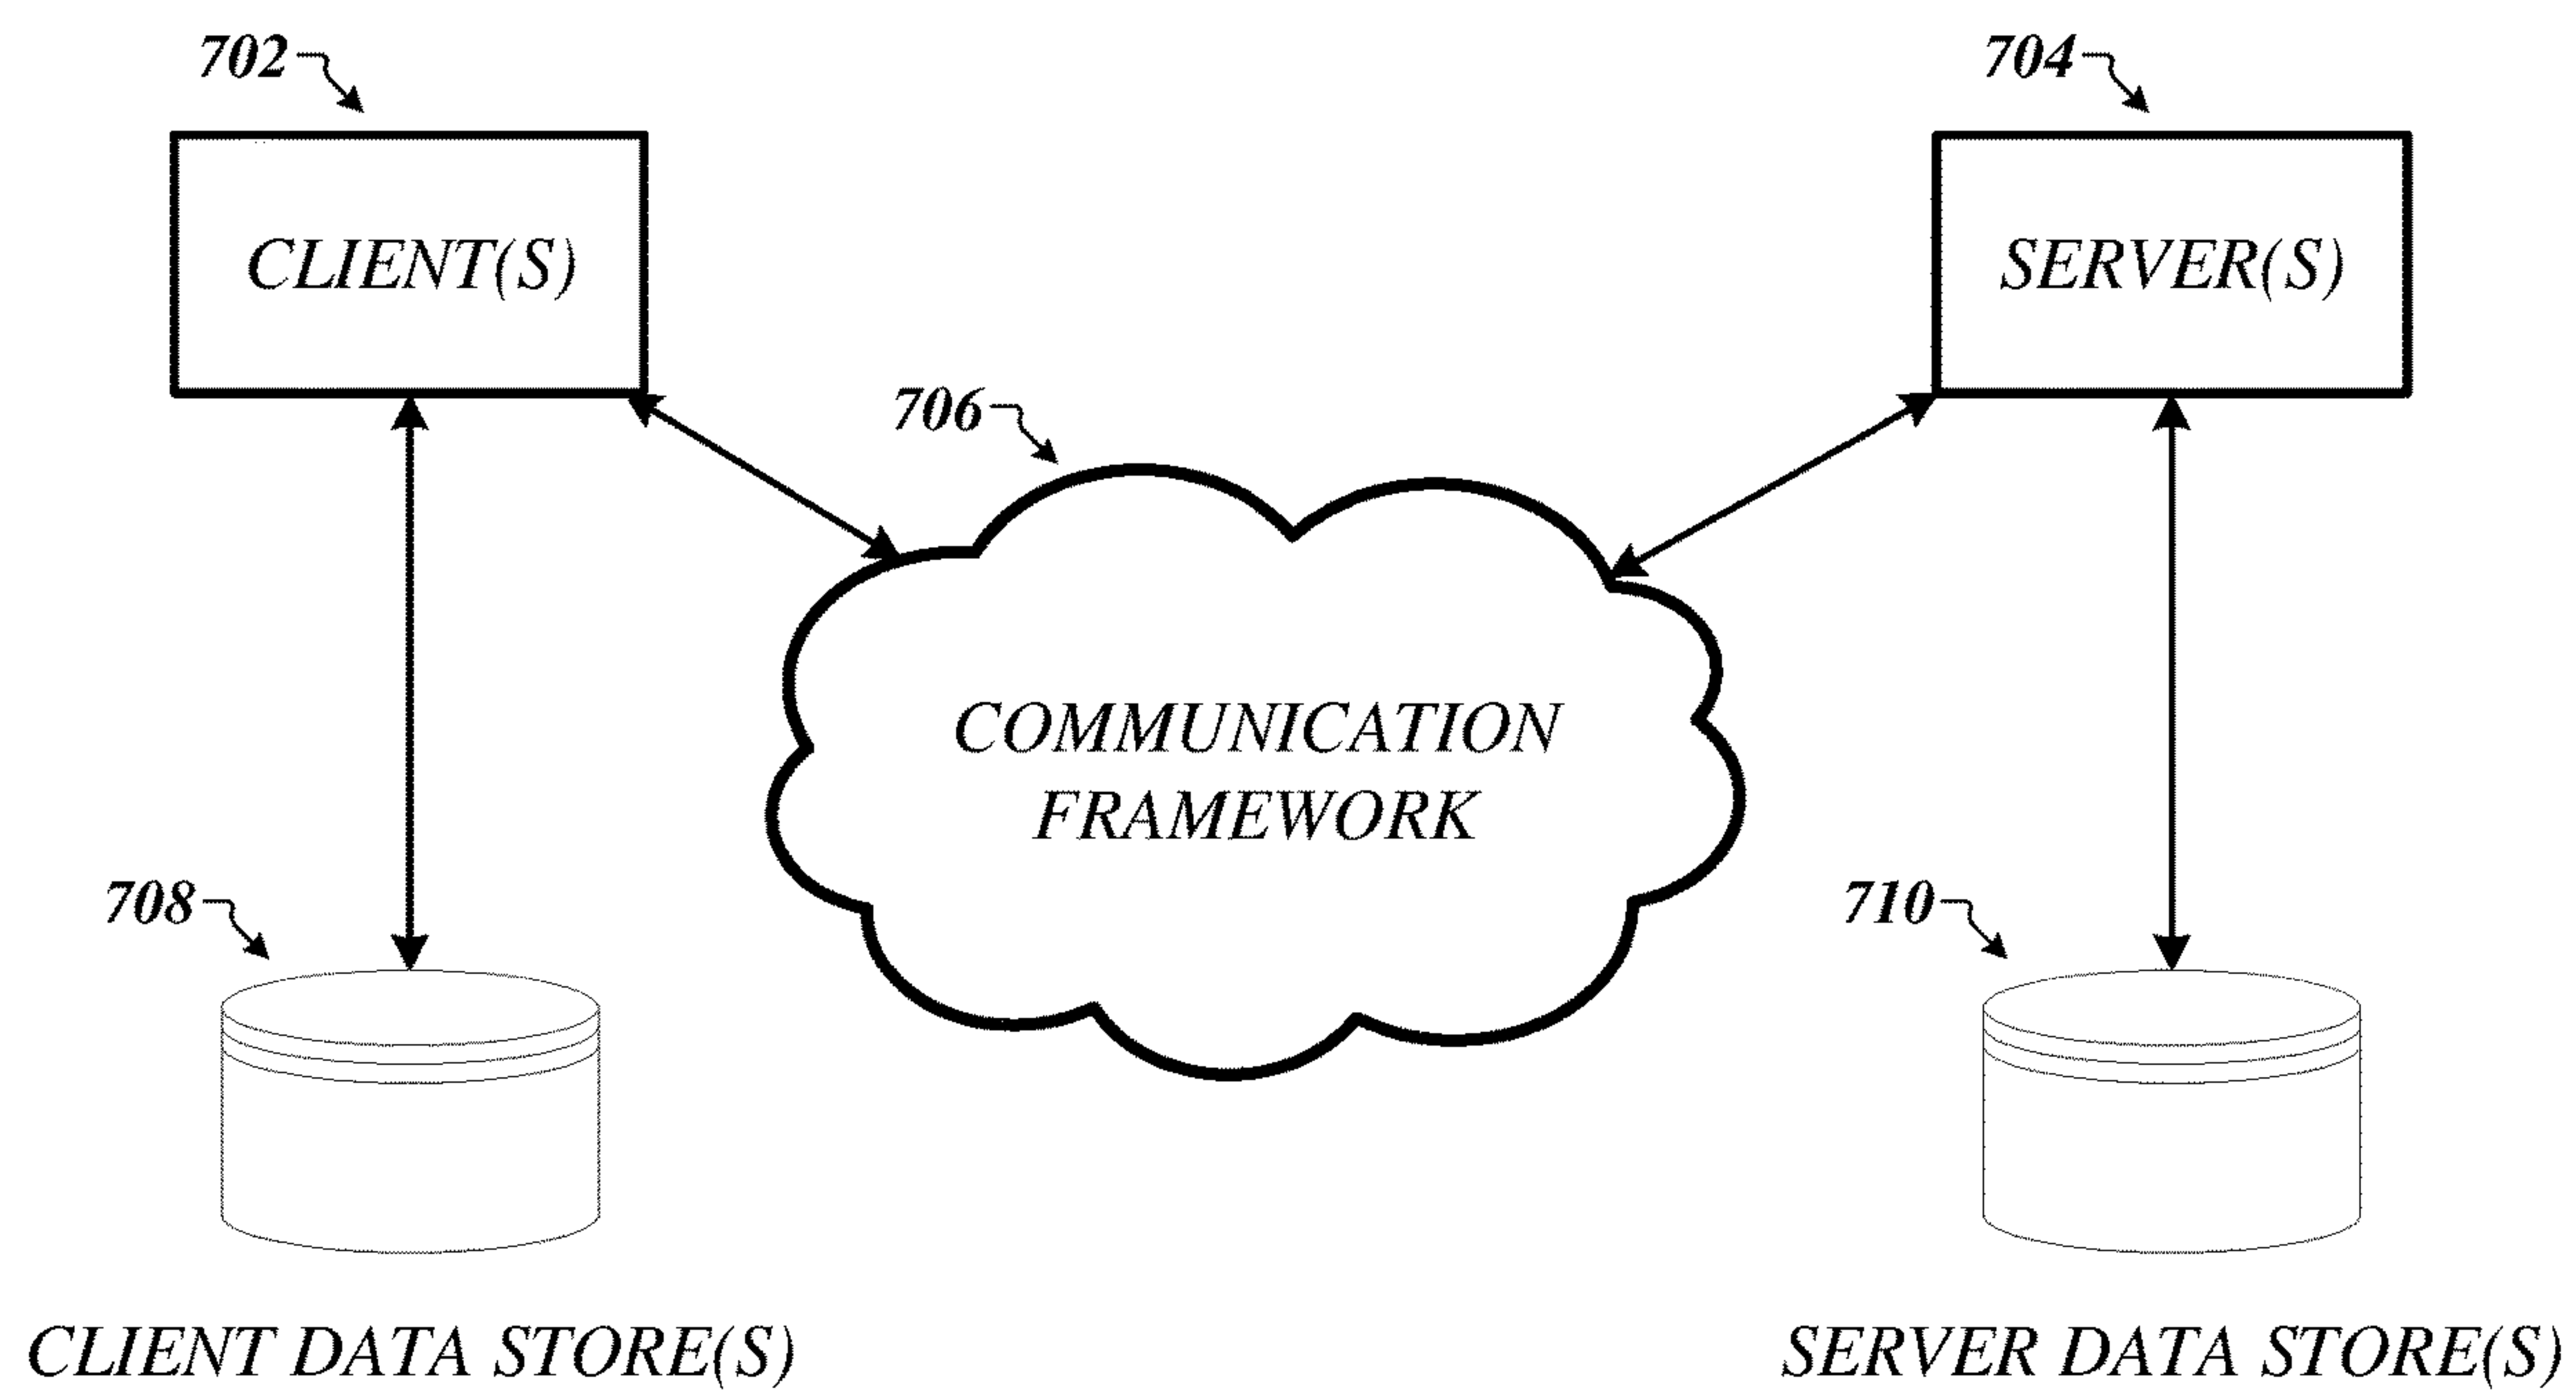 702
704
CLIENT(S)
SERVER(S)
706
COMMUNICATION
FRAMEWORK
708
710
CLIENT DATA STORE(S)
SERVER DATA STORE(S)